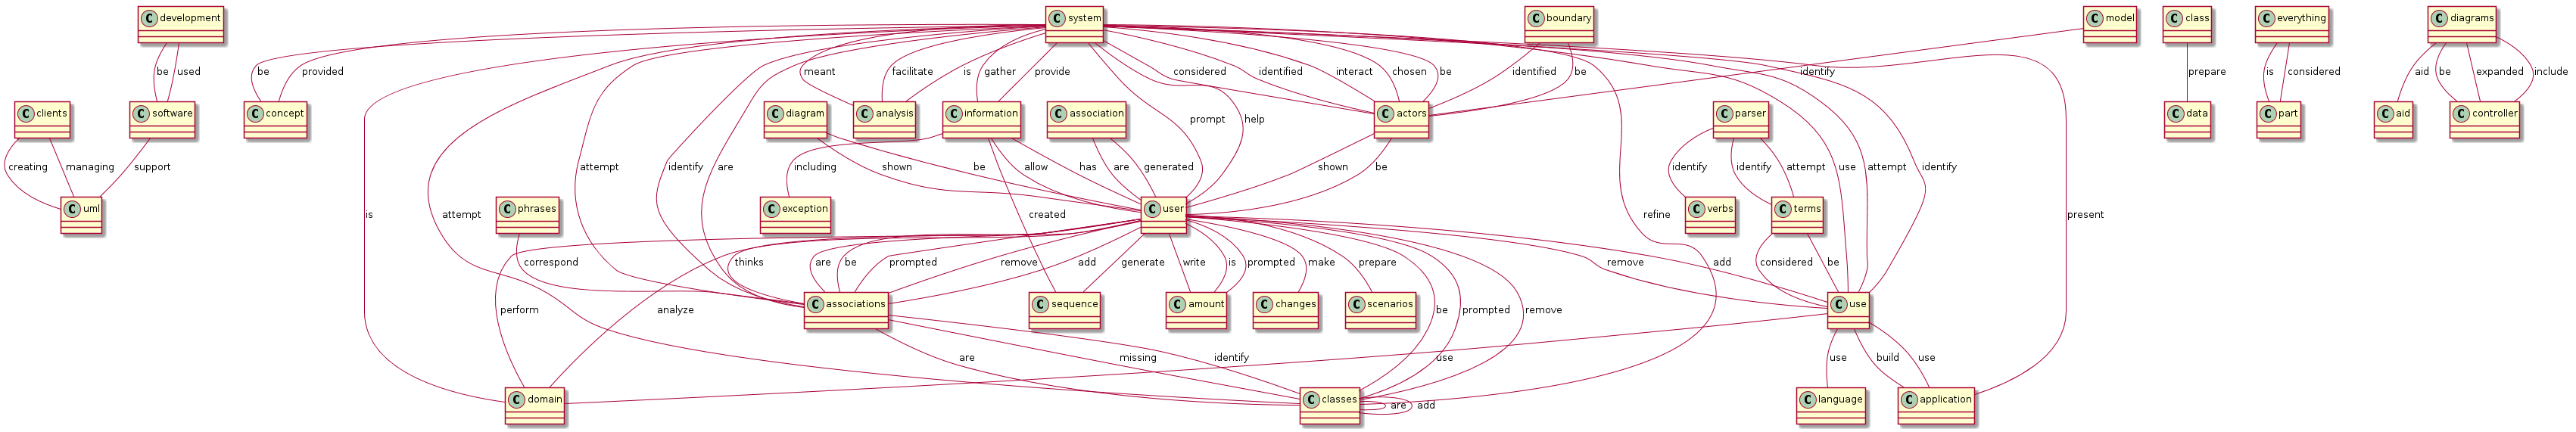 C development
C system
C boundary
C model
C class
C everything
C diagrams
be
used
be
provided
meant
facilitate
is
gather
provide
considered
identified
interact
chosen
be
identified
be
identify
prepare
is
considered
aid
be
expanded
include
C clients
C software
C concept
C diagram
C analysis
C information
C association
C actors
C parser
C data
C part
C aid
C controller
creating
managing
support
attempt
identify
are
shown
be
including
allow
has
are
generated
prompt
help
shown
be
identify
identify
attempt
use
attempt
identify
C uml
C phrases
C exception
C user
C verbs
C terms
is
attempt
correspond
thinks
are
be
prompted
remove
add
created
generate
write
is
prompted
make
prepare
be
prompted
remove
remove
refine
add
considered
be
present
C associations
C sequence
C amount
C changes
C scenarios
C use
perform
analyze
are
missing
identify
use
use
build
use
C domain
C classes
are
add
C language
C application